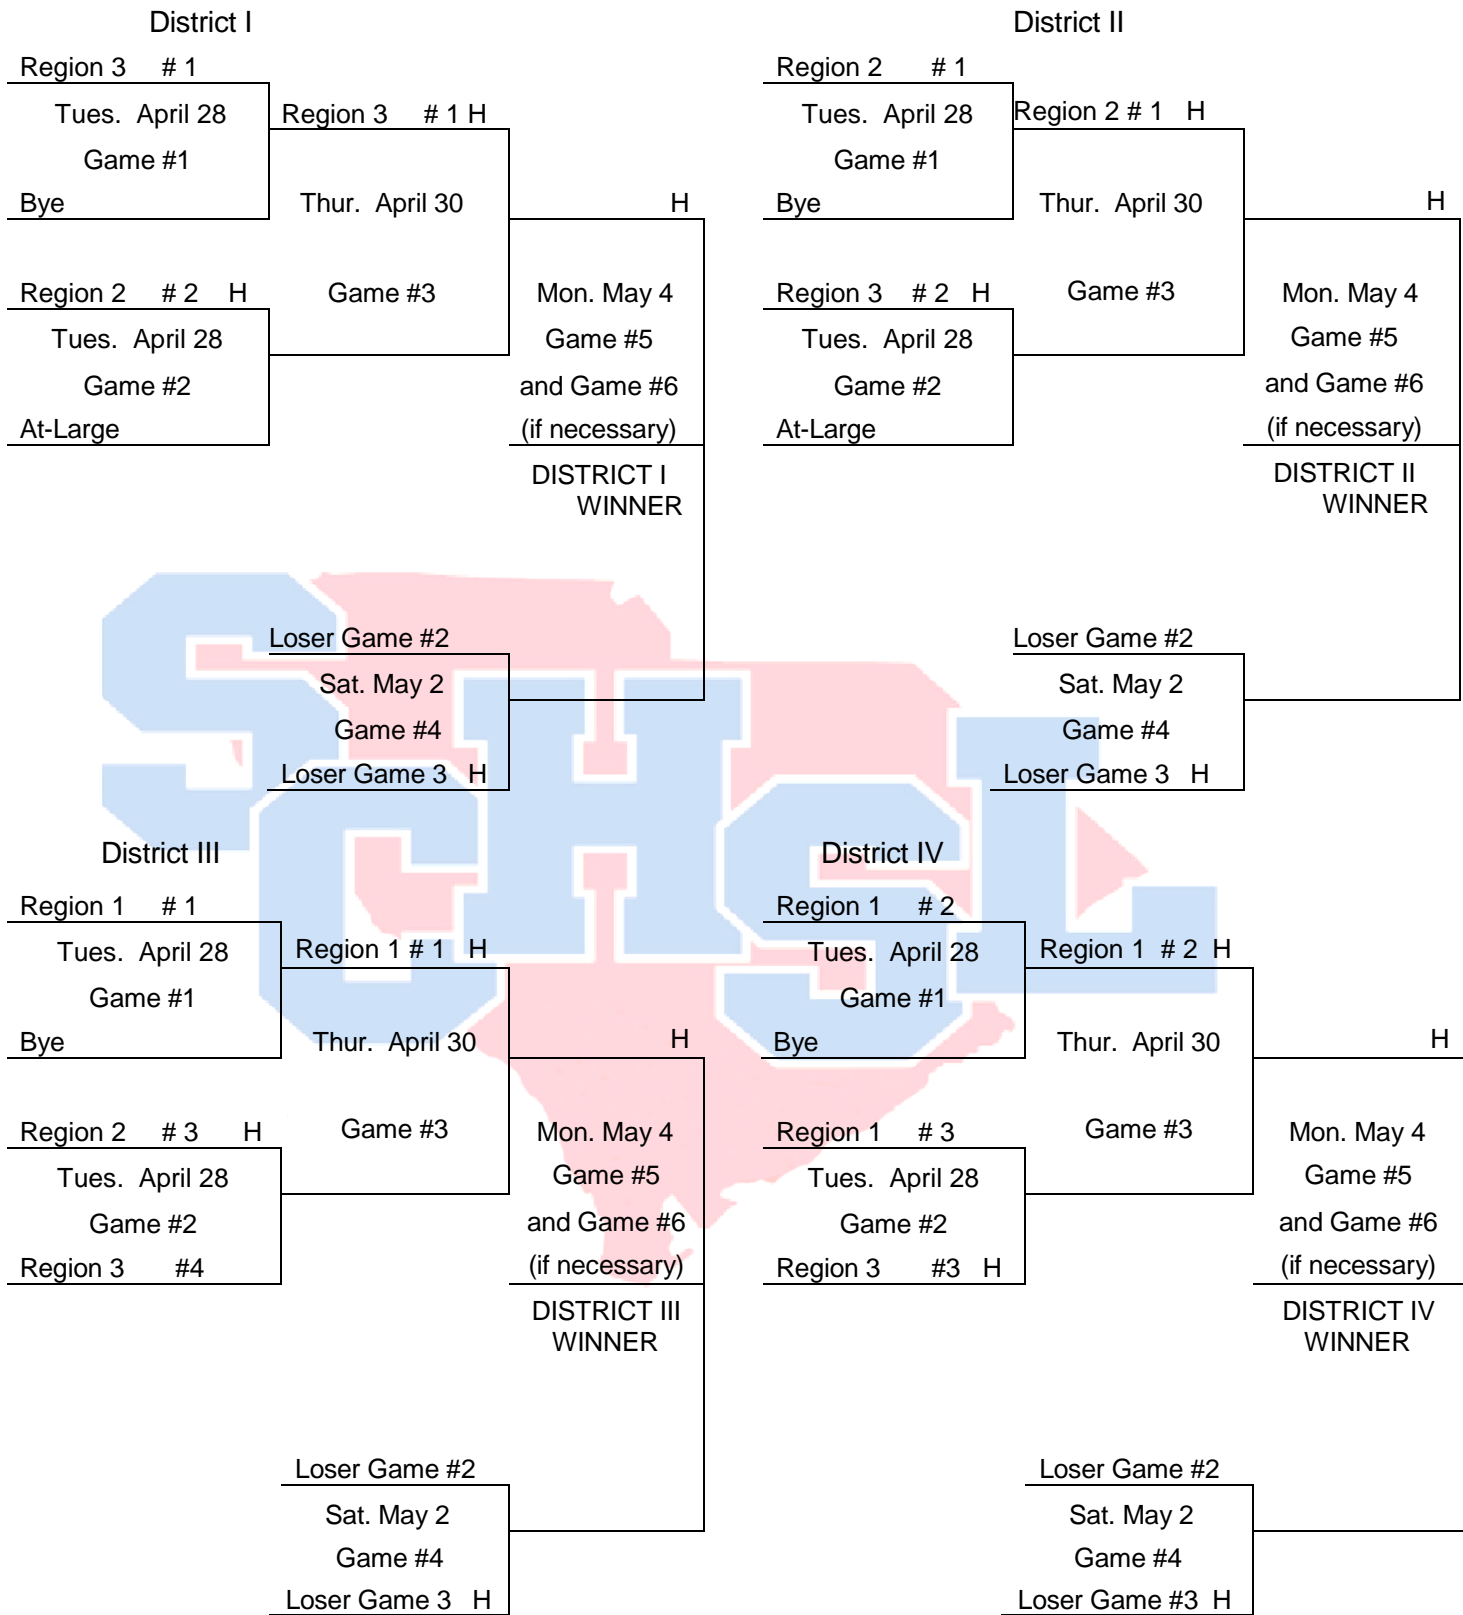 District I
Region 3 # 1
Tues. April 28
Game #1
Bye
Region 3 # 1 H
Thur. April 30
Game #3
Region 2 # 2 H
Tues. April 28
Game #2
At-Large
H
Mon. May 4
Game #5
and Game #6
(if necessary)
DISTRICT I
WINNER
Loser Game #2
Sat. May 2
Game #4
Loser Game 3 H
District II
Region 2 # 1
Tues. April 28
Game #1
Bye
Region 2 # 1 H
Thur. April 30
Game #3
Region 3 # 2 H
Tues. April 28
Game #2
At-Large
H
Mon. May 4
Game #5
and Game #6
(if necessary)
DISTRICT II
WINNER
Loser Game #2
Sat. May 2
Game #4
Loser Game 3 H
SCHSL
District III
Region 1 # 1
Tues. April 28
Game #1
Bye
Region 1 # 1 H
Thur. April 30
Game #3
Region 2 # 3 H
Tues. April 28
Game #2
Region 3 #4
H
Mon. May 4
Game #5
and Game #6
(if necessary)
DISTRICT III
WINNER
Loser Game #2
Sat. May 2
Game #4
Loser Game 3 H
District IV
Region 1 # 2
Tues. April 28
Game #1
Bye
Region 1 # 2 H
Thur. April 30
Game #3
Region 1 # 3
Tues. April 28
Game #2
Region 3 #3 H
H
Mon. May 4
Game #5
and Game #6
(if necessary)
DISTRICT IV
WINNER
Loser Game #2
Sat. May 2
Game #4
Loser Game #3 H